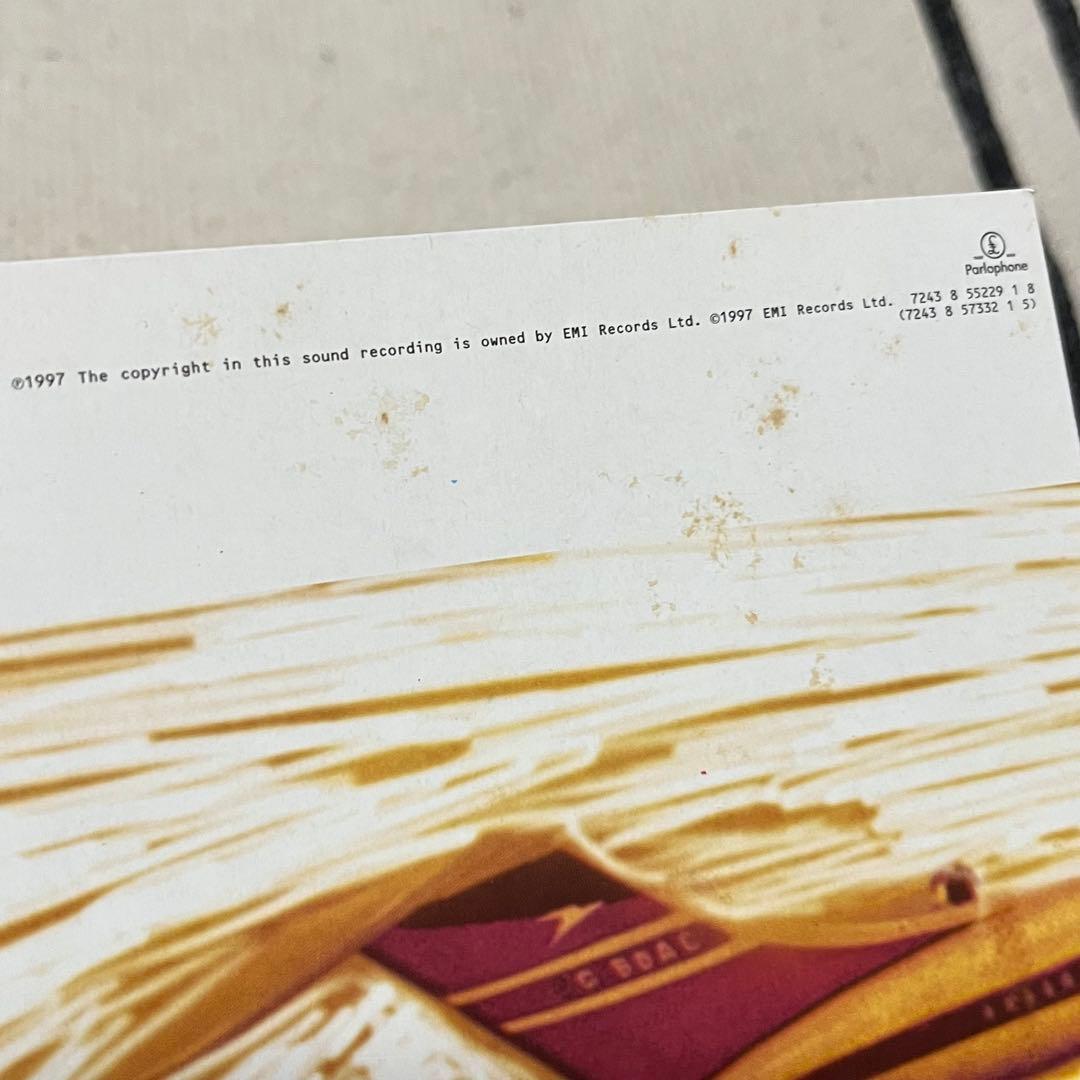 £
Parlophone
℗1997 The copyright in this sound recording is owned by EMI Records Ltd. ©1997 EMI Records Ltd. 7243 8 55229 1 8
(7243 8 57332 1 5)